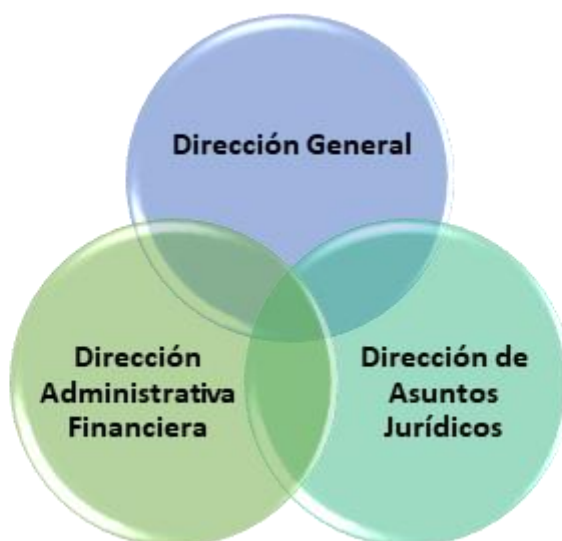 Dirección General
Dirección
Administrativa
Financiera
Dirección de
Asuntos
Jurídicos